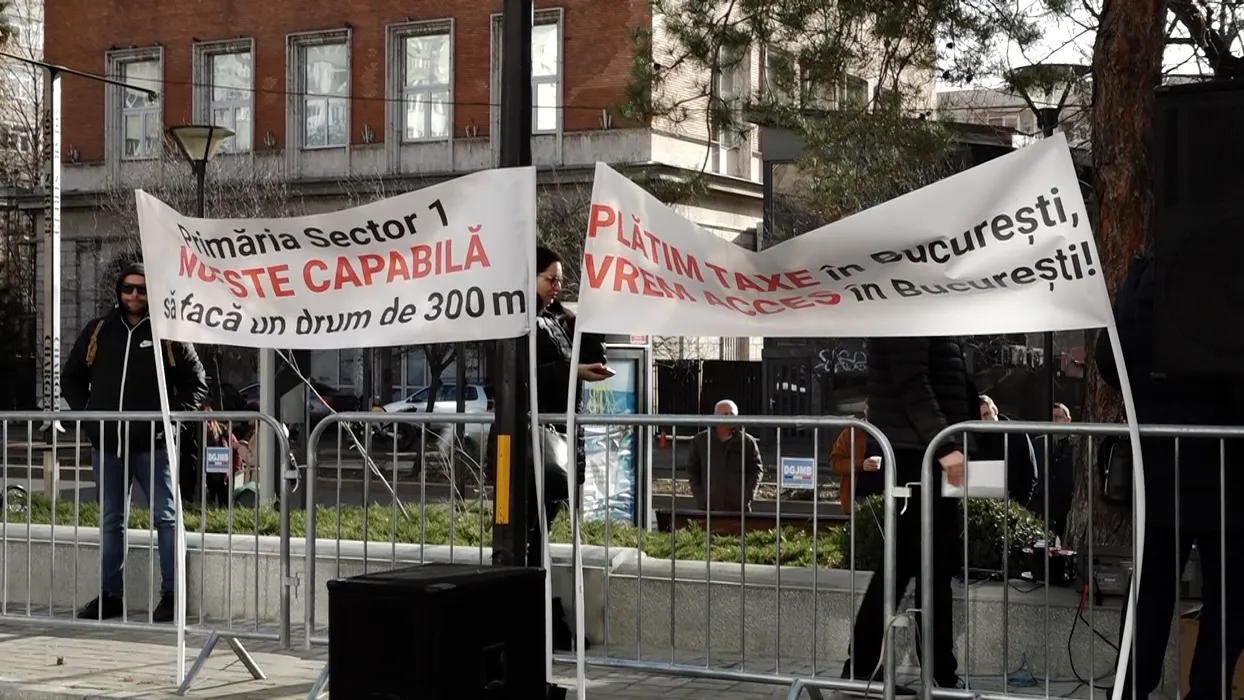 Primăria Sector 1
NU ESTE CAPABILĂ
să facă un drum de 300 m
PLĂTIM TAXE în București,
VREM ACCES în București!
DGJMB
DGJMB